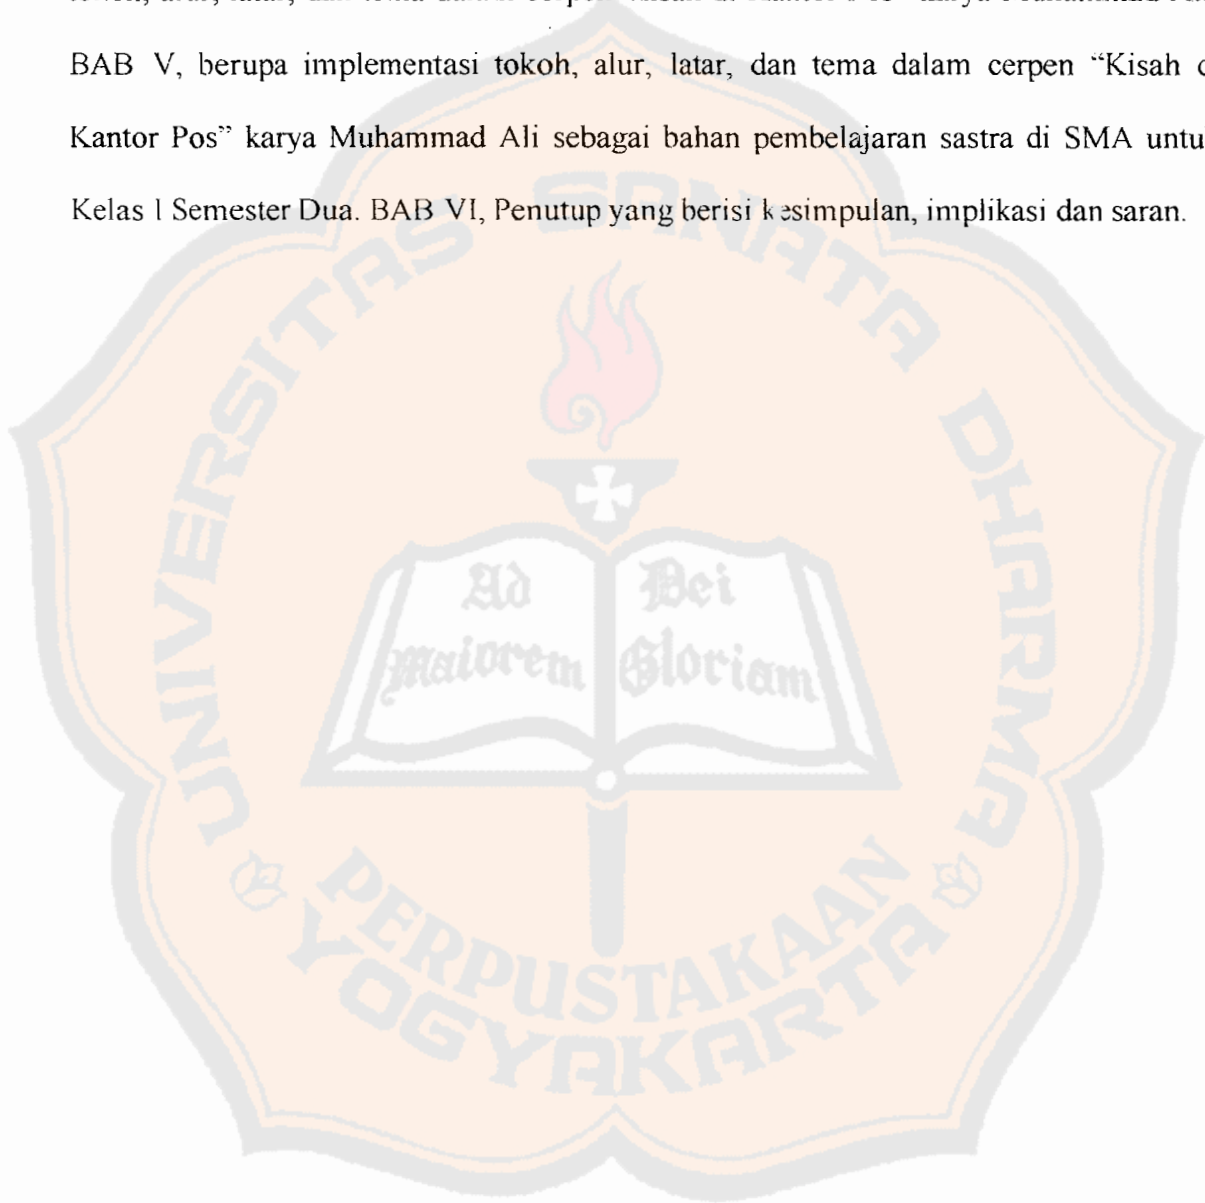 BAB V, berupa implementasi tokoh, alur, latar, dan tema dalam cerpen “Kisah
Kantor Pos” karya Muhammad Ali sebagai bahan pembelajaran sastra di SMA
Kelas 1 Semester Dua. BAB VI, Penutup yang berisi kesimpulan, implikasi dan saran.
UNIVERSITAS SANATA DHARMA
Ad Dei
maiorem Gloriam
PERPUSTAKAAN
YOGYAKARTA